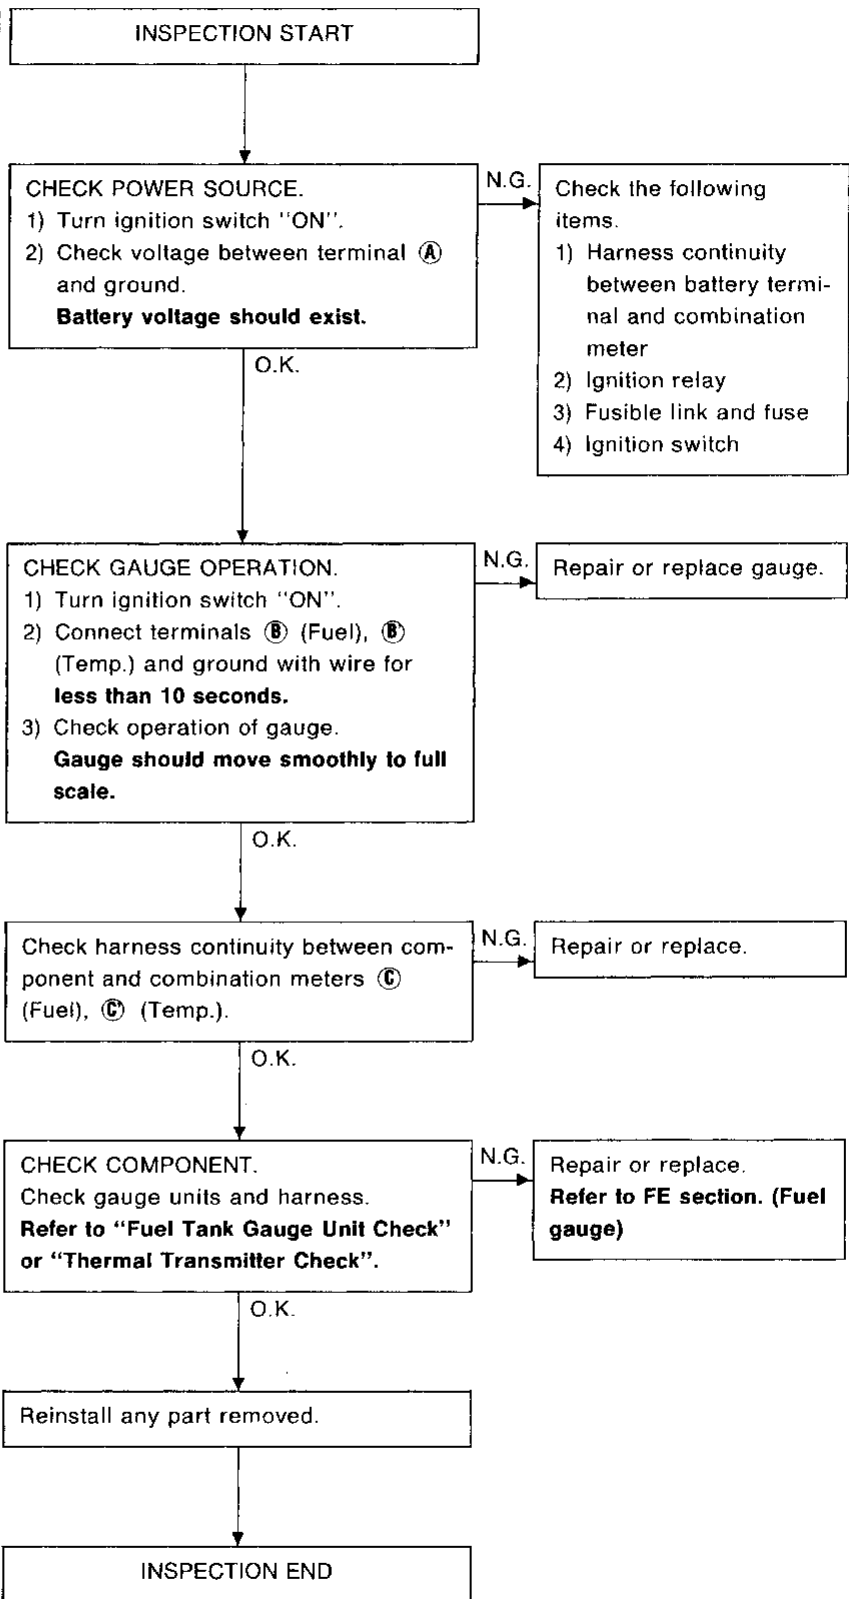 INSPECTION START
CHECK POWER SOURCE.
1) Turn ignition switch "ON".
2) Check voltage between terminal Ⓐ
and ground.
Battery voltage should exist.
N.G.
Check the following
items.
1) Harness continuity
between battery termi-
nal and combination
meter
2) Ignition relay
3) Fusible link and fuse
4) Ignition switch
O.K.
CHECK GAUGE OPERATION.
1) Turn ignition switch "ON".
2) Connect terminals Ⓑ (Fuel), Ⓑ
(Temp.) and ground with wire for
less than 10 seconds.
3) Check operation of gauge.
Gauge should move smoothly to full
scale.
N.G.
Repair or replace gauge.
O.K.
Check harness continuity between com-
ponent and combination meters Ⓒ
(Fuel), Ⓒ' (Temp.).
N.G.
Repair or replace.
O.K.
CHECK COMPONENT.
Check gauge units and harness.
Refer to "Fuel Tank Gauge Unit Check"
or "Thermal Transmitter Check".
N.G.
Repair or replace.
Refer to FE section. (Fuel
gauge)
O.K.
Reinstall any part removed.
INSPECTION END